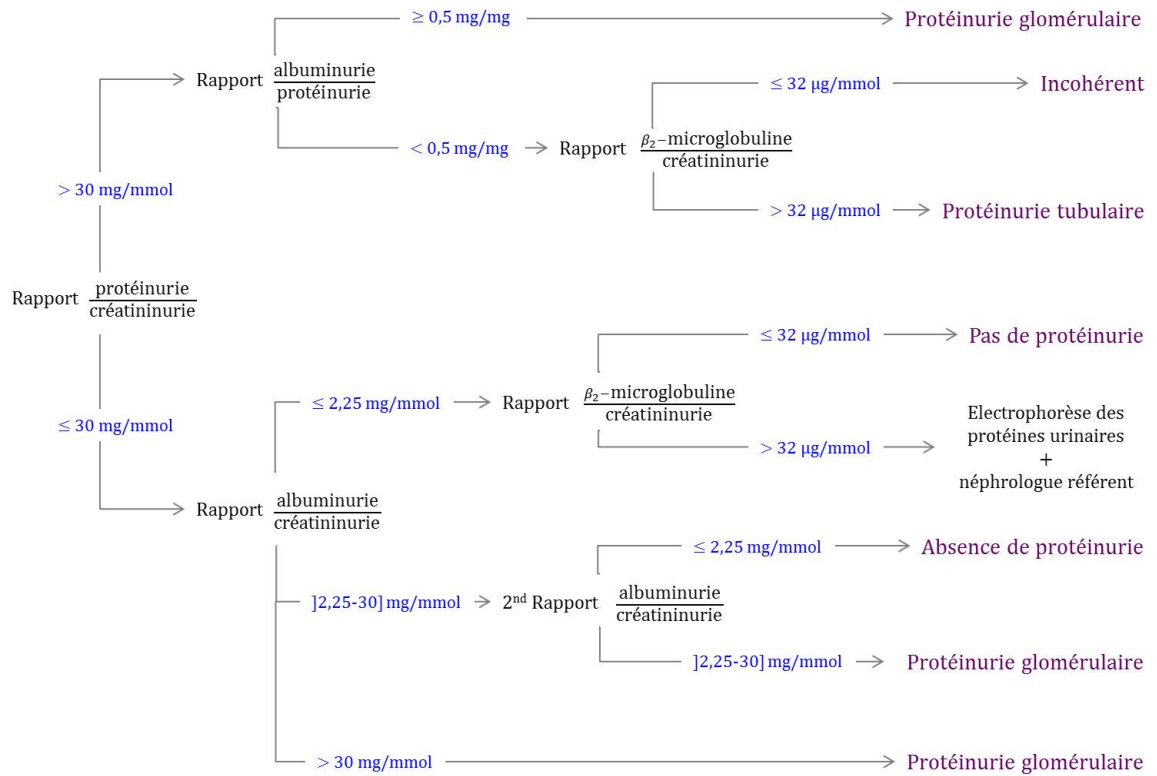 ≥ 0,5 mg/mg
Protéinurie glomérulaire
Rapport albuminurie
protéinurie
≤ 32 μg/mmol
Incohérent
< 0,5 mg/mg
Rapport β₂−microglobuline
créatininurie
> 30 mg/mmol
> 32 μg/mmol
Protéinurie tubulaire
Rapport protéinurie
créatininurie
≤ 32 μg/mmol
Pas de protéinurie
≤ 2,25 mg/mmol
Rapport β₂−microglobuline
créatininurie
≤ 30 mg/mmol
> 32 μg/mmol
Electrophorèse des
protéines urinaires
+
néphrologue référent
Rapport albuminurie
créatininurie
≤ 2,25 mg/mmol
Absence de protéinurie
]2,25-30] mg/mmol
2nd Rapport albuminurie
créatininurie
]2,25-30] mg/mmol
Protéinurie glomérulaire
> 30 mg/mmol
Protéinurie glomérulaire